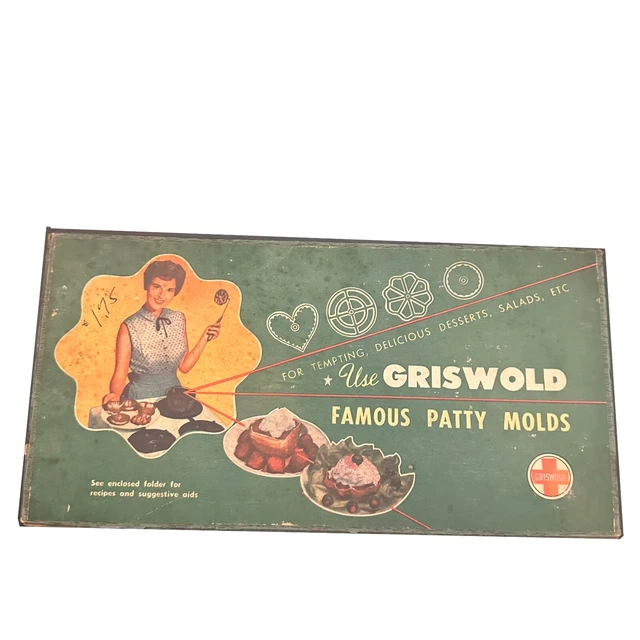 1.75
FOR TEMPTING, DELICIOUS DESSERTS, SALADS, ETC
★ Use GRISWOLD
FAMOUS PATTY MOLDS
See enclosed folder for
recipes and suggestive aids
GRISWOLD